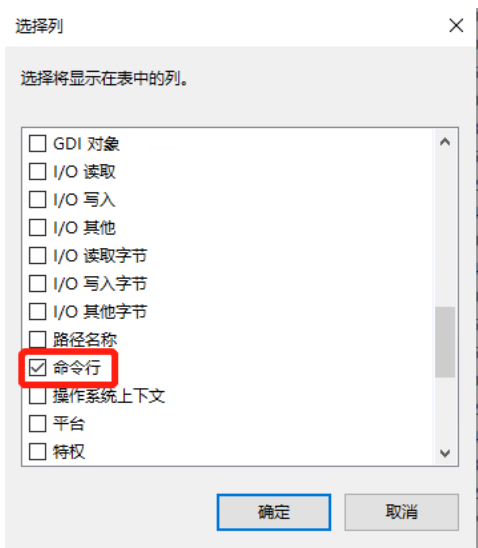 选择列
选择将显示在表中的列。
GDI 对象
I/O 读取
I/O 写入
I/O 其他
I/O 读取字节
I/O 写入字节
I/O 其他字节
路径名称
命令行
操作系统上下文
平台
特权
确定
取消